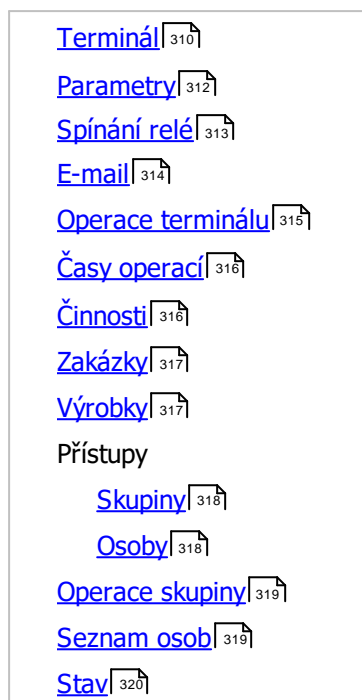 Terminál 310
Parametry 312
Spínání relé 313
E-mail 314
Operace terminálu 315
Časy operací 316
Činnosti 316
Zakázky 317
Výrobky 317
Přístupy
Skupiny 318
Osoby 318
Operace skupiny 319
Seznam osob 319
Stav 320